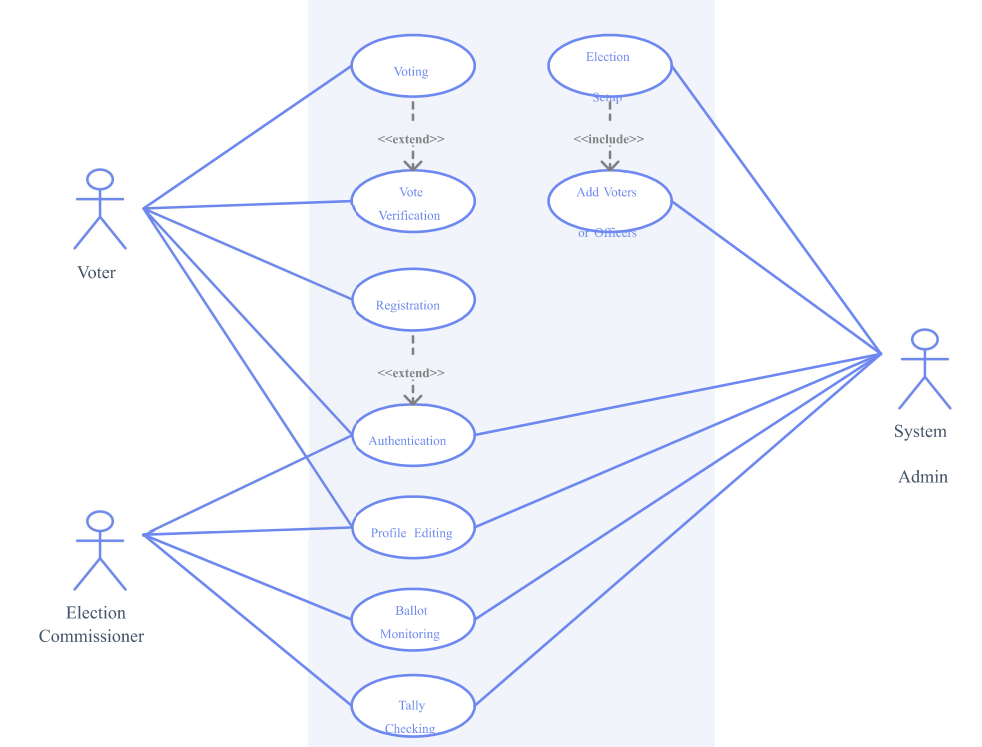 Voting
Election
Setup
<<extend>>
<<include>>
Vote
Verification
Add Voters
or Officers
Voter
Registration
<<extend>>
Authentication
System
Admin
Profile Editing
Election
Commissioner
Ballot
Monitoring
Tally
Checking